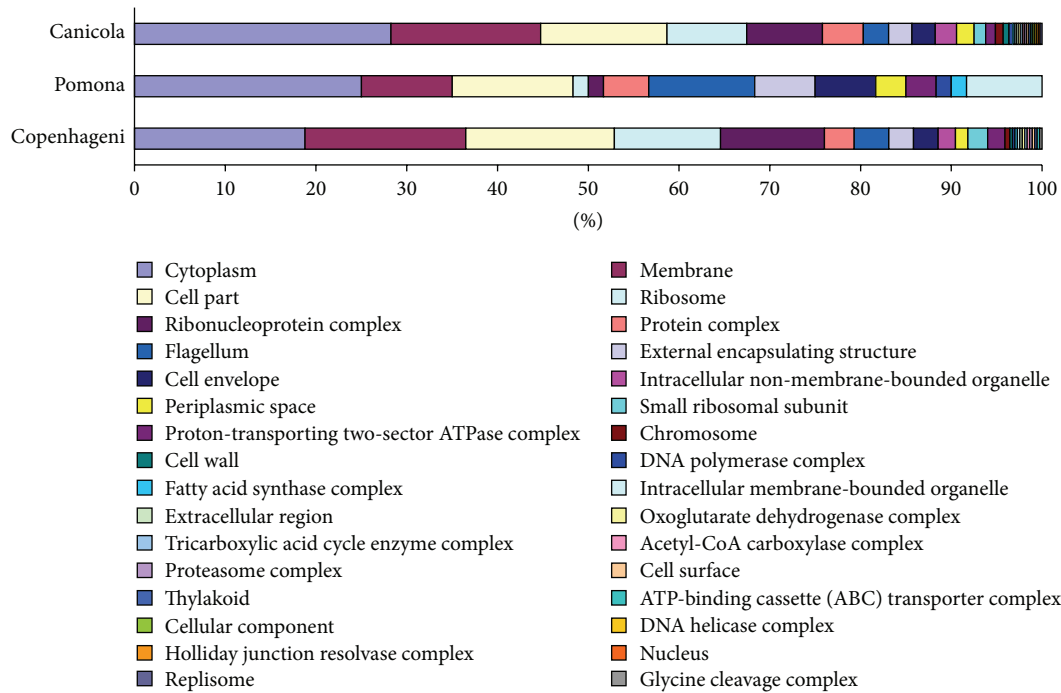 Canicola
Pomona
Copenhageni
0 10 20 30 40 50 60 70 80 90 100
(%)
Cytoplasm Membrane
Cell part Ribosome
Ribonucleoprotein complex Protein complex
Flagellum External encapsulating structure
Cell envelope Intracellular non-membrane-bounded organelle
Periplasmic space Small ribosomal subunit
Proton-transporting two-sector ATPase complex Chromosome
Cell wall DNA polymerase complex
Fatty acid synthase complex Intracellular membrane-bounded organelle
Extracellular region Oxoglutarate dehydrogenase complex
Tricarboxylic acid cycle enzyme complex Acetyl-CoA carboxylase complex
Proteasome complex Cell surface
Thylakoid ATP-binding cassette (ABC) transporter complex
Cellular component DNA helicase complex
Holliday junction resolvase complex Nucleus
Replisome Glycine cleavage complex